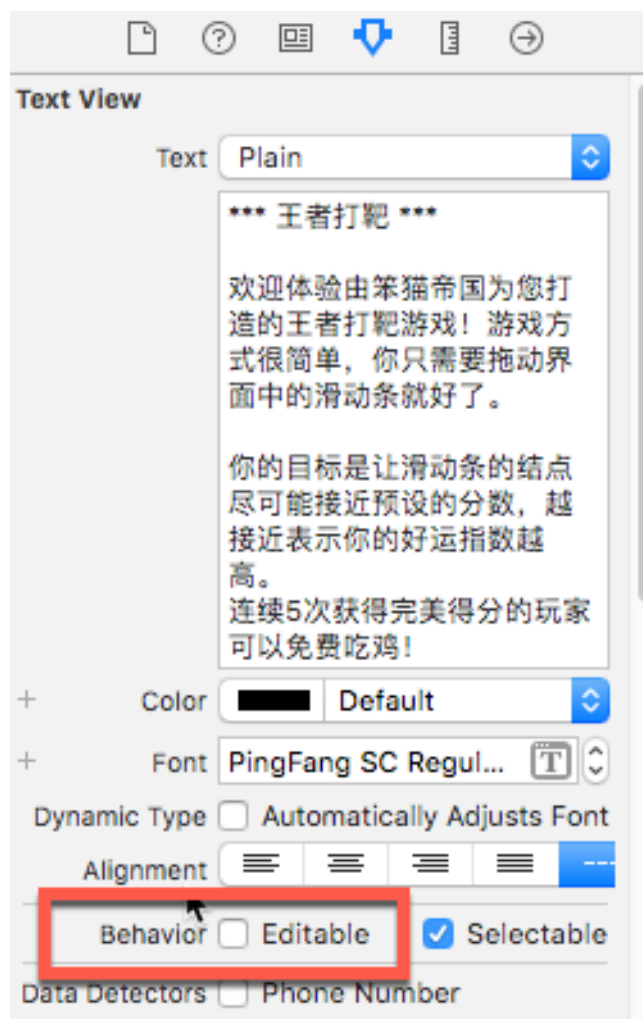 Text View
Text Plain
*** 王者打靶 ***
欢迎体验由笨猫帝国为您打
造的王者打靶游戏！游戏方
式很简单，你只需要拖动界
面中的滑动条就好了。
你的目标是让滑动条的结点
尽可能接近预设的分数，越
接近表示你的好运指数越
高。
连续5次获得完美得分的玩家
可以免费吃鸡！
+ Color Default
+ Font PingFang SC Regul... T
Dynamic Type Automatically Adjusts Font
Alignment ---
Behavior Editable Selectable
Data Detectors Phone Number